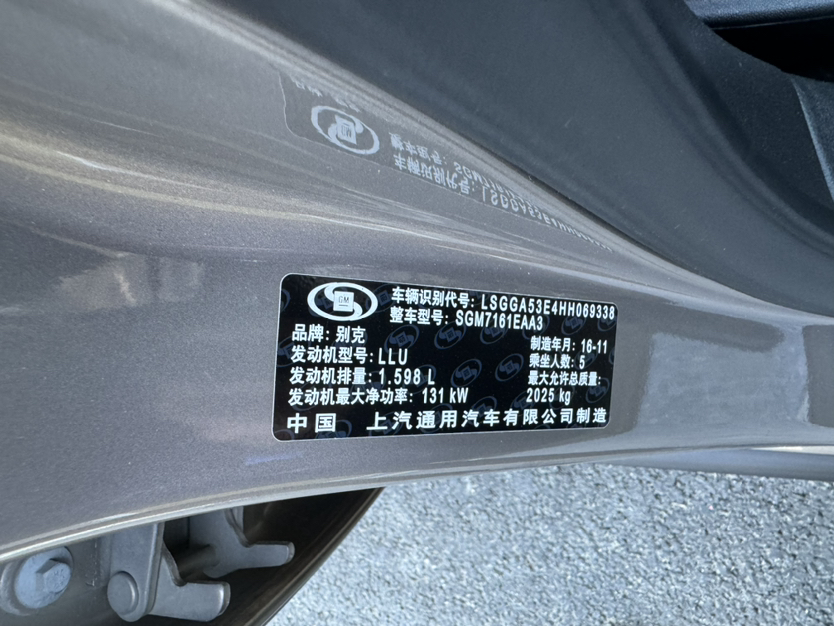 GM
车辆识别代号: LSGGA53E4HH069338
整车型号: SGM7161EAA3
品牌: 别克
制造年月: 16-11
发动机型号: LLU
乘坐人数: 5
发动机排量: 1.598 L
最大允许总质量:
发动机最大净功率: 131 kW
2025 kg
中国 上汽通用汽车有限公司制造